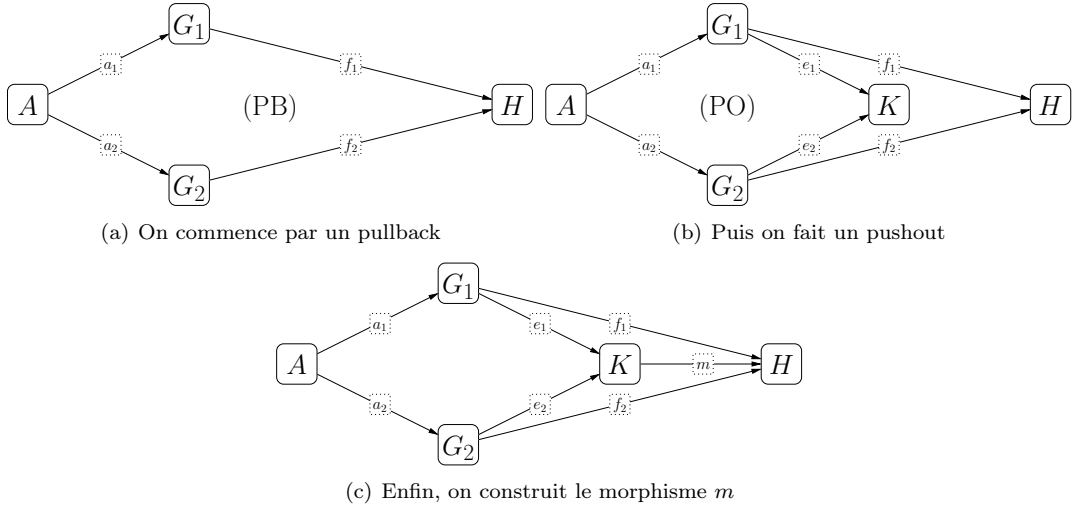 G₁ G₁
a₁ f₁ a₁ e₁ f₁
A (PB) H A (PO) K H
a₂ f₂ a₂ e₂ f₂
G₂ G₂
(a) On commence par un pullback
(b) Puis on fait un pushout
G₁
a₁ e₁ f₁
A K m H
a₂ e₂ f₂
G₂
(c) Enfin, on construit le morphisme m